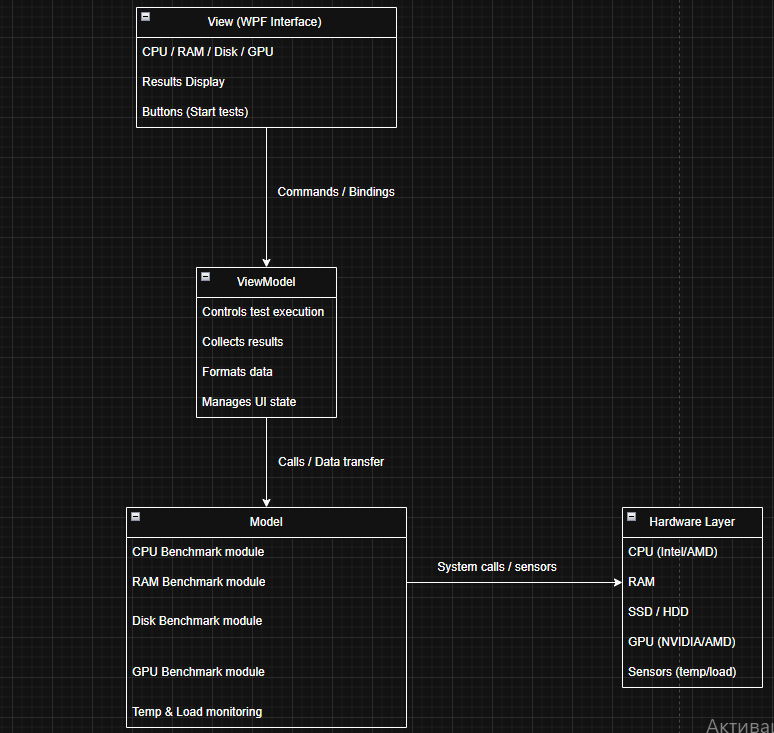 View (WPF Interface)
CPU / RAM / Disk / GPU
Results Display
Buttons (Start tests)
Commands / Bindings
ViewModel
Controls test execution
Collects results
Formats data
Manages UI state
Calls / Data transfer
Model
CPU Benchmark module
RAM Benchmark module
Disk Benchmark module
GPU Benchmark module
Temp & Load monitoring
System calls / sensors
Hardware Layer
CPU (Intel/AMD)
RAM
SSD / HDD
GPU (NVIDIA/AMD)
Sensors (temp/load)